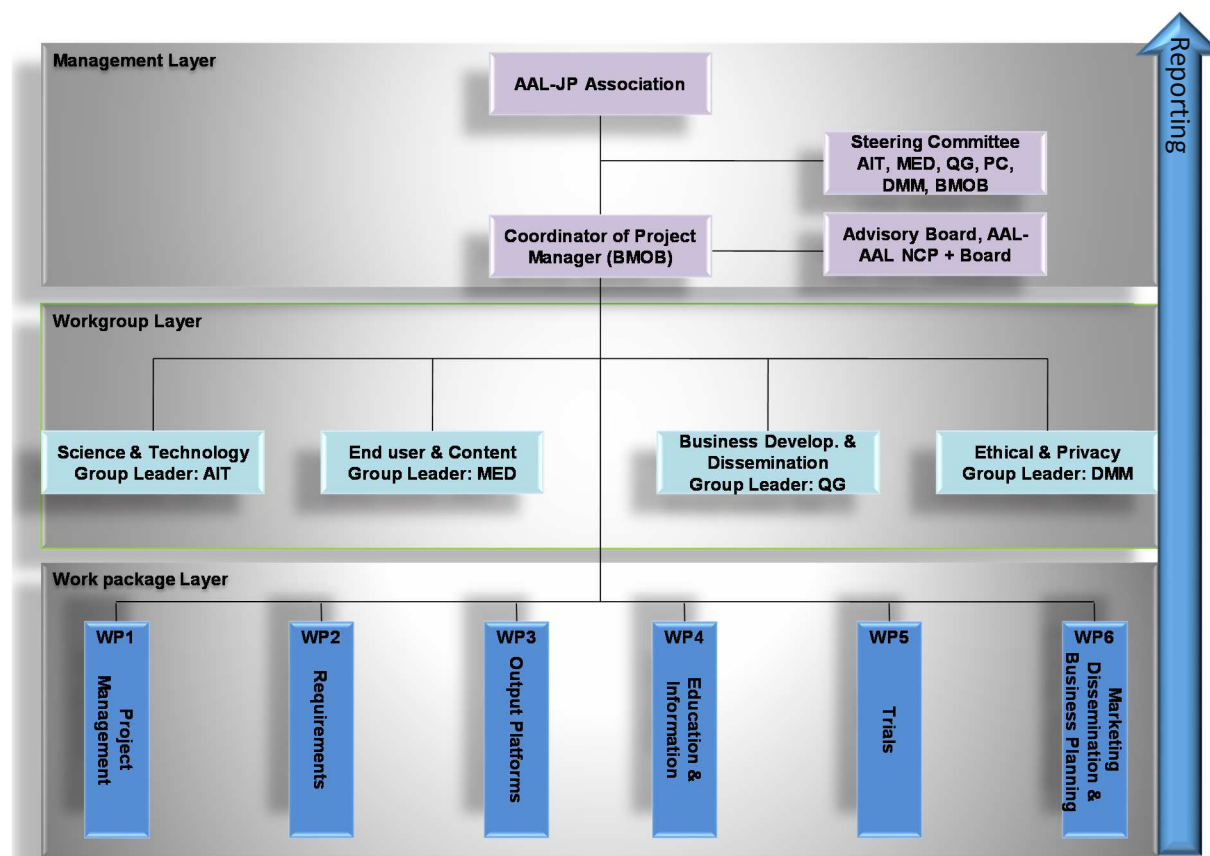 Management Layer
AAL-JP Association
Steering Committee
AIT, MED, QG, PC,
DMM, BMOB
Coordinator of Project
Manager (BMOB)
Advisory Board, AAL-
AAL NCP + Board
Reporting
Workgroup Layer
Science & Technology
Group Leader: AIT
End user & Content
Group Leader: MED
Business Develop. &
Dissemination
Group Leader: QG
Ethical & Privacy
Group Leader: DMM
Work package Layer
WP1
Project
Management
WP2
Requirements
WP3
Output Platforms
WP4
Education &
Information
WP5
Trials
WP6
Marketing
Dissemination &
Business Planning